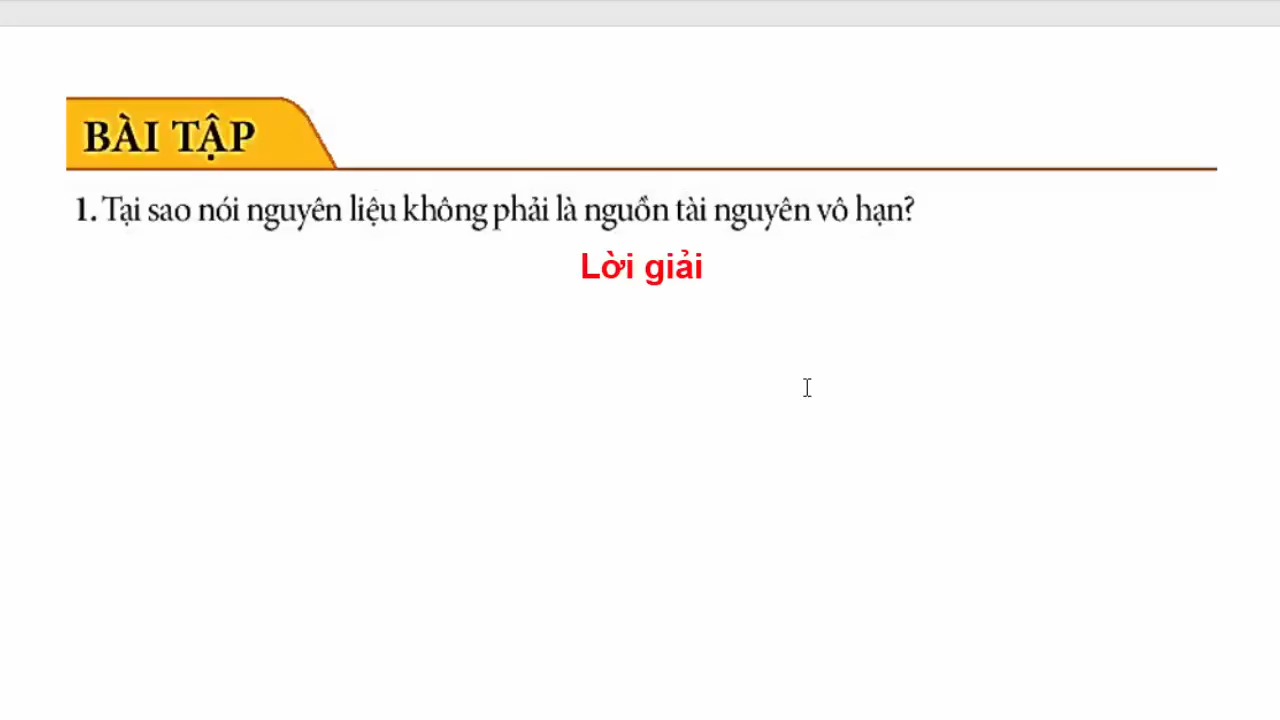 BÀI TẬP
1. Tại sao nói nguyên liệu không phải là nguồn tài nguyên vô hạn?
Lời giải